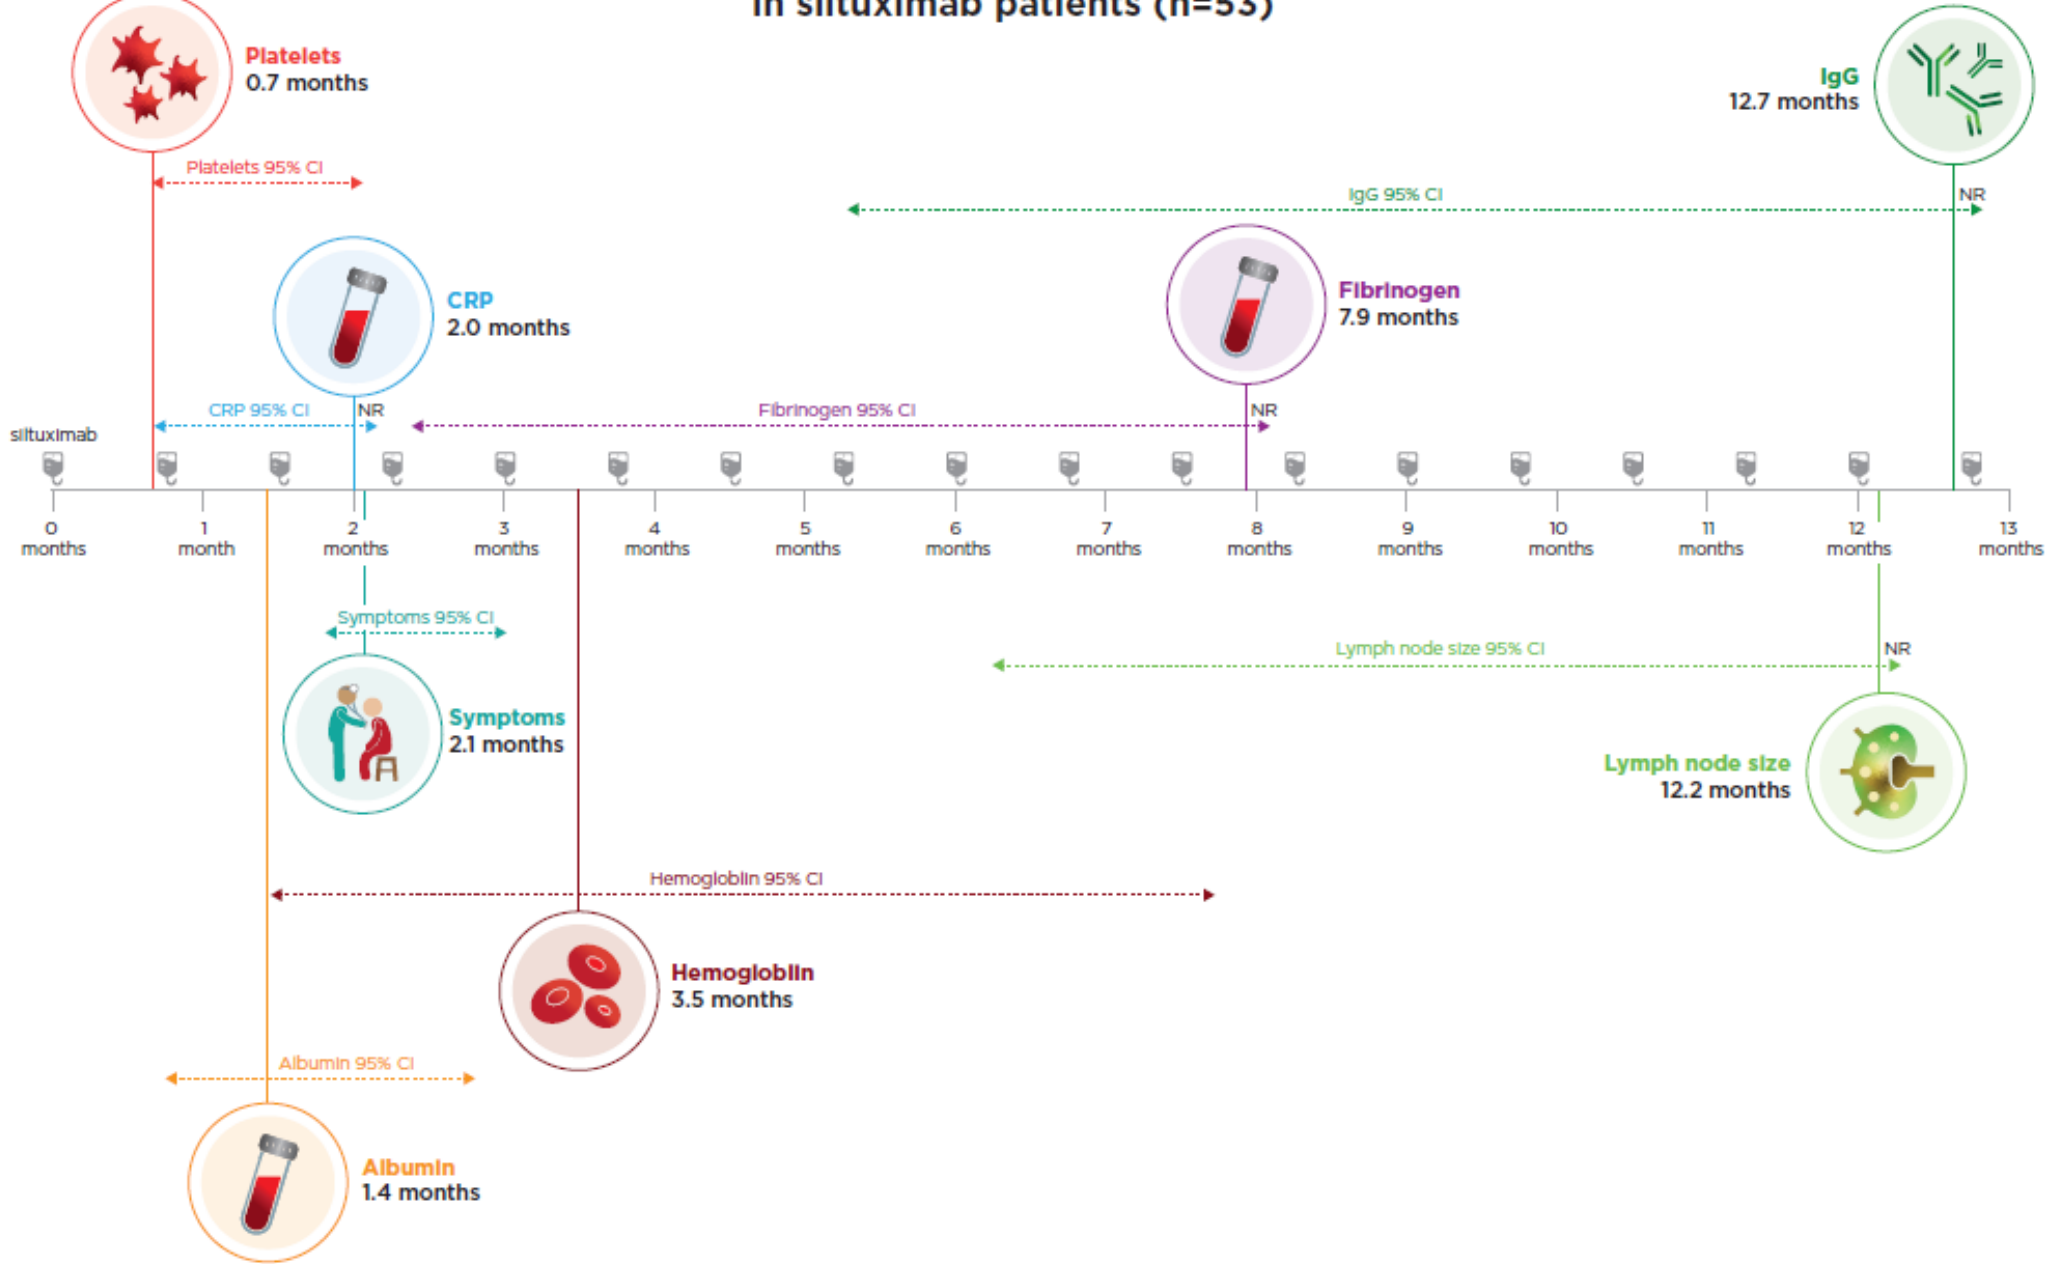 in siltuximab patients (n=53)
Platelets
0.7 months
IgG
12.7 months
Platelets 95% CI
IgG 95% CI
NR
Fibrinogen
7.9 months
CRP
2.0 months
CRP 95% CI
NR
Fibrinogen 95% CI
NR
siltuximab
0
months
1
month
2
months
3
months
4
months
5
months
6
months
7
months
8
months
9
months
10
months
11
months
12
months
13
months
Symptoms 95% CI
Lymph node size 95% CI
NR
Symptoms
2.1 months
Lymph node size
12.2 months
Hemoglobin 95% CI
Hemoglobin
3.5 months
Albumin 95% CI
Albumin
1.4 months